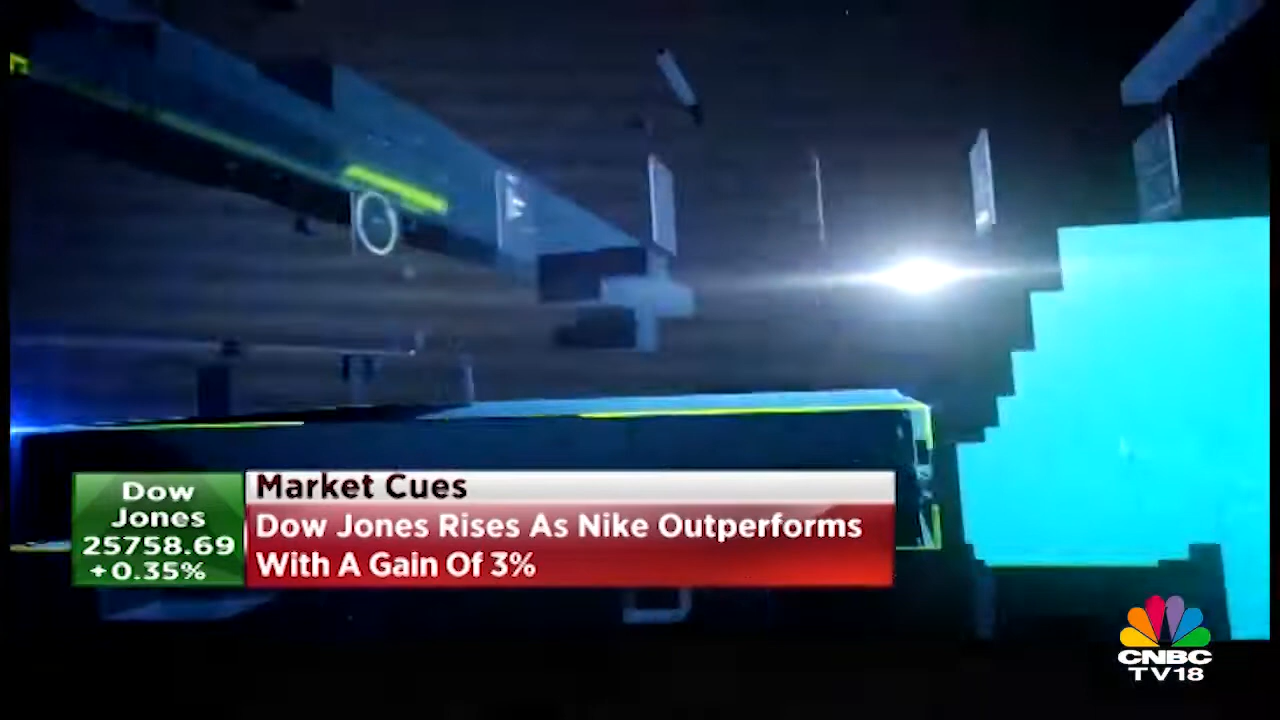 Dow
Jones
25758.69
+0.35%
Market Cues
Dow Jones Rises As Nike Outperforms
With A Gain Of 3%
CNBC
TV18